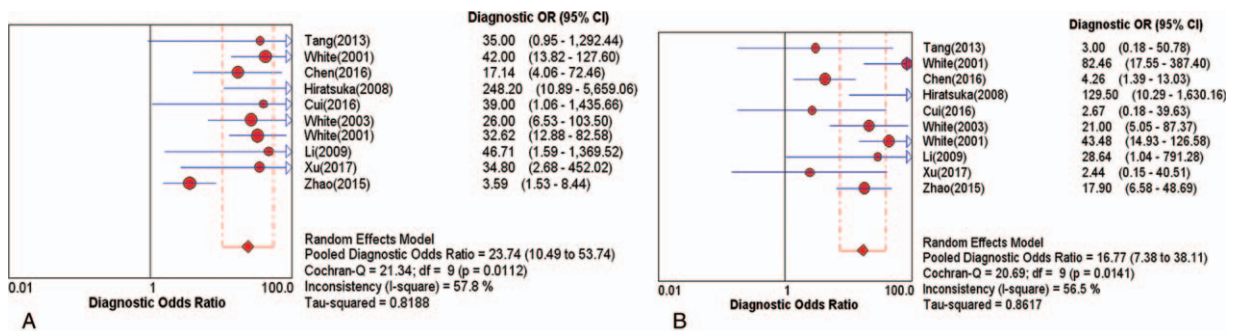 Diagnostic OR (95% CI)
Tang(2013) 35.00 (0.95 - 1,292.44)
White(2001) 42.00 (13.82 - 127.60)
Chen(2016) 17.14 (4.06 - 72.46)
Hiratsuka(2008) 248.20 (10.89 - 5,659.06)
Cui(2016) 39.00 (1.06 - 1,435.66)
White(2003) 26.00 (6.53 - 103.50)
White(2001) 32.62 (12.88 - 82.58)
Li(2009) 46.71 (1.59 - 1,369.52)
Xu(2017) 34.80 (2.68 - 452.02)
Zhao(2015) 3.59 (1.53 - 8.44)
Random Effects Model
Pooled Diagnostic Odds Ratio = 23.74 (10.49 to 53.74)
Cochran-Q = 21.34; df = 9 (p = 0.0112)
Inconsistency (I-square) = 57.8 %
Tau-squared = 0.8188
0.01 1 100.0
Diagnostic Odds Ratio
A
Diagnostic OR (95% CI)
Tang(2013) 3.00 (0.18 - 50.78)
White(2001) 82.46 (17.55 - 387.40)
Chen(2016) 4.26 (1.39 - 13.03)
Hiratsuka(2008) 129.50 (10.29 - 1,630.16)
Cui(2016) 2.67 (0.18 - 39.63)
White(2003) 21.00 (5.05 - 87.37)
White(2001) 43.48 (14.93 - 126.58)
Li(2009) 28.64 (1.04 - 791.28)
Xu(2017) 2.44 (0.15 - 40.51)
Zhao(2015) 17.90 (6.58 - 48.69)
Random Effects Model
Pooled Diagnostic Odds Ratio = 16.77 (7.38 to 38.11)
Cochran-Q = 20.69; df = 9 (p = 0.0141)
Inconsistency (I-square) = 56.5 %
Tau-squared = 0.8617
0.01 1 100.0
Diagnostic Odds Ratio
B